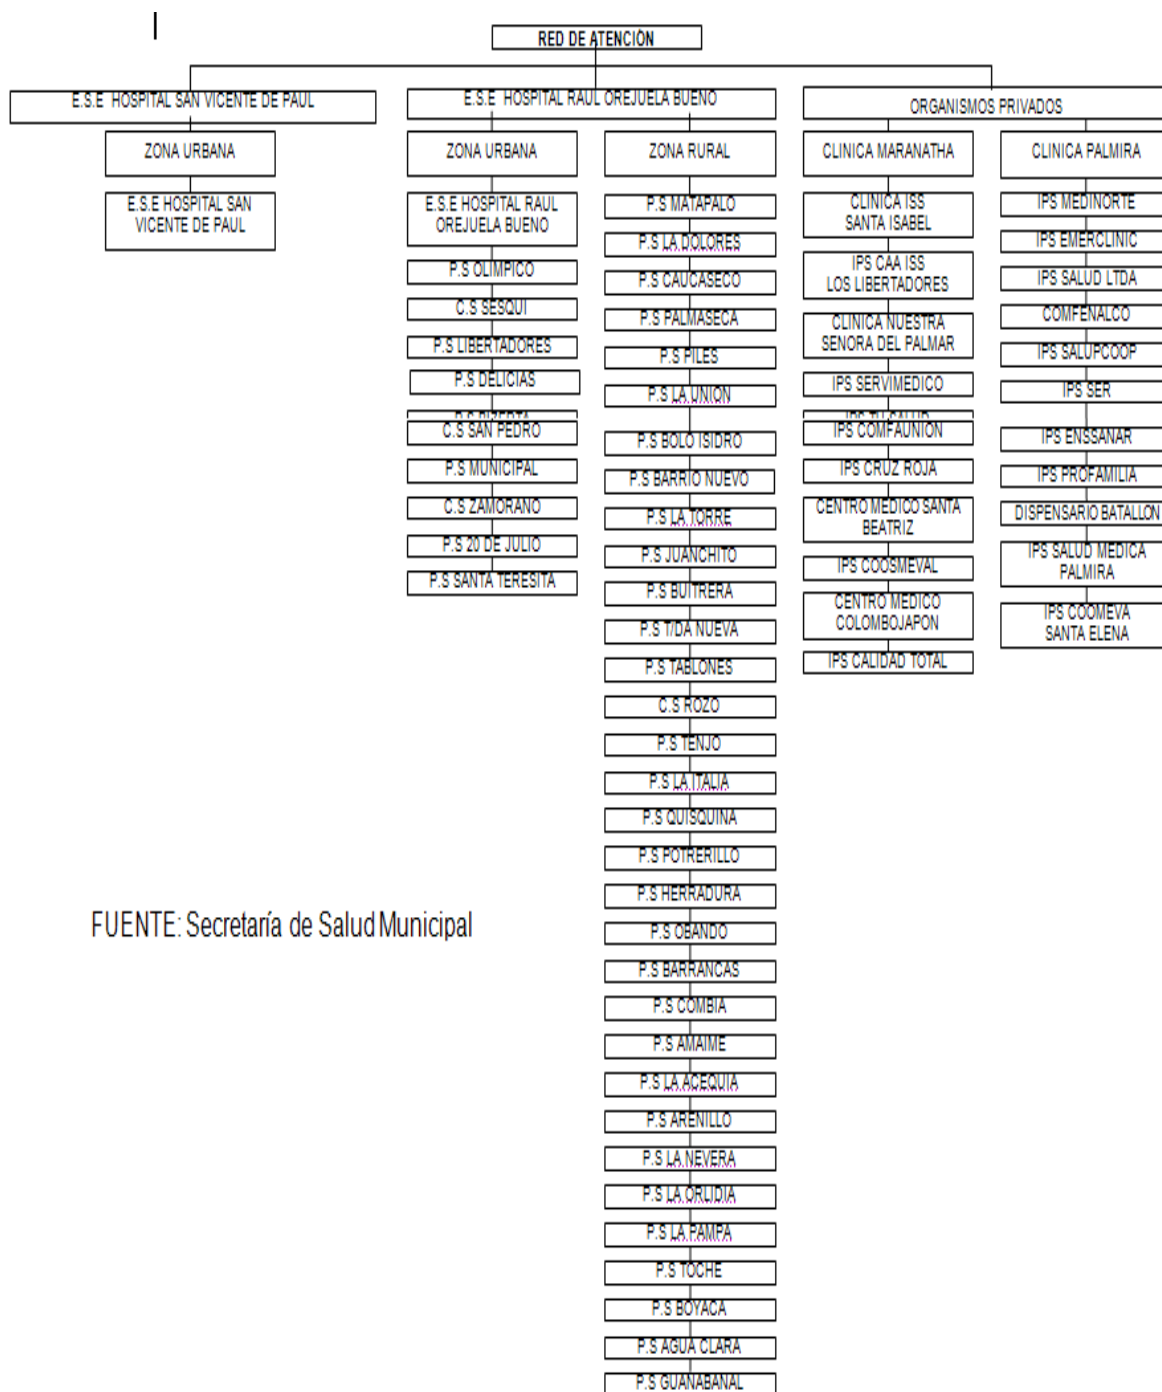 RED DE ATENCIÓN
E.S.E HOSPITAL SAN VICENTE DE PAUL
ZONA URBANA
E.S.E HOSPITAL SAN
VICENTE DE PAUL
E.S.E HOSPITAL RAUL OREJUELA BUENO
ZONA URBANA
E.S.E HOSPITAL RAUL
OREJUELA BUENO
P.S OLIMPICO
C.S SESQUI
P.S LIBERTADORES
P.S DELICIAS
P.S BIZERTA
C.S SAN PEDRO
P.S MUNICIPAL
C.S ZAMORANO
P.S 20 DE JULIO
P.S SANTA TERESITA
ZONA RURAL
P.S MATAPALO
P.S LA DOLORES
P.S CAUCASECO
P.S PALMASECA
P.S PILES
P.S LA UNION
P.S BOLO ISIDRO
P.S BARRIO NUEVO
P.S LA TORRE
P.S JUANCHITO
P.S BUITRERA
P.S T/DA NUEVA
P.S TABLONES
C.S ROZO
P.S TENJO
P.S LA ITALIA
P.S QUISQUINA
P.S POTRERILLO
P.S HERRADURA
P.S OBANDO
P.S BARRANCAS
P.S COMBIA
P.S AMAIME
P.S LA ACEQUIA
P.S ARENILLO
P.S LA NEVERA
P.S LA ORLIDIA
P.S LA PAMPA
P.S TOCHE
P.S BOYACA
P.S AGUA CLARA
P.S GUANABANAL
ORGANISMOS PRIVADOS
CLINICA MARANATHA
CLINICA ISS
SANTA ISABEL
IPS CAA ISS
LOS LIBERTADORES
CLINICA NUESTRA
SENORA DEL PALMAR
IPS SERVIMEDICO
IPS TU SALUD
IPS COMFAUNION
IPS CRUZ ROJA
CENTRO MEDICO SANTA
BEATRIZ
IPS COOSMEVAL
CENTRO MEDICO
COLOMBOJAPON
IPS CALIDAD TOTAL
CLINICA PALMIRA
IPS MEDINORTE
IPS EMERCLINIC
IPS SALUD LTDA
COMFENALCO
IPS SALUPCOOP
IPS SER
IPS ENSSANAR
IPS PROFAMILIA
DISPENSARIO BATALLON
IPS SALUD MEDICA
PALMIRA
IPS COOMEVA
SANTA ELENA
FUENTE: Secretaría de Salud Municipal